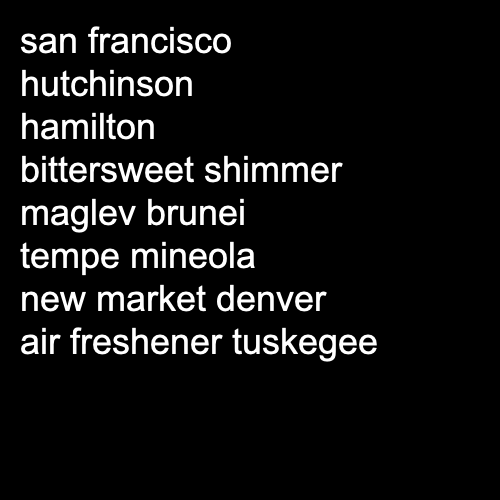 san francisco
hutchinson
hamilton
bittersweet shimmer
maglev brunei
tempe mineola
new market denver
air freshener tuskegee